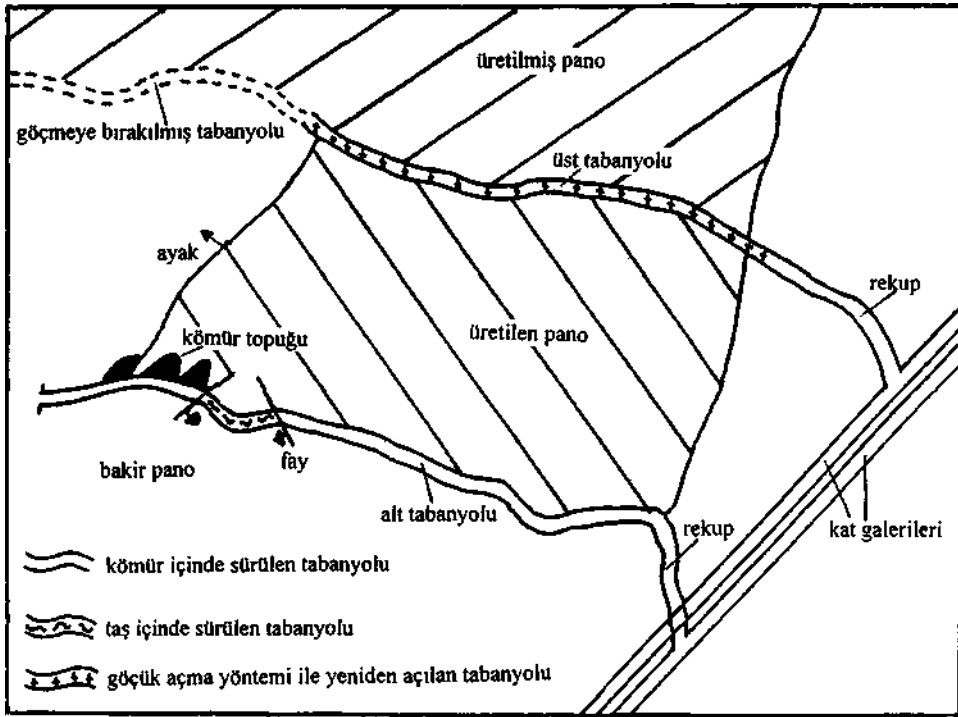 üretilmiş pano
göçmeye bırakılmış tabanyolu
üst tabanyolu
ayak
rekup
kömür topuğu
üretilen pano
bakir pano
fay
alt tabanyolu
rekup
kat galerileri
kömür içinde sürülen tabanyolu
taş içinde sürülen tabanyolu
göçük açma yöntemi ile yeniden açılan tabanyolu